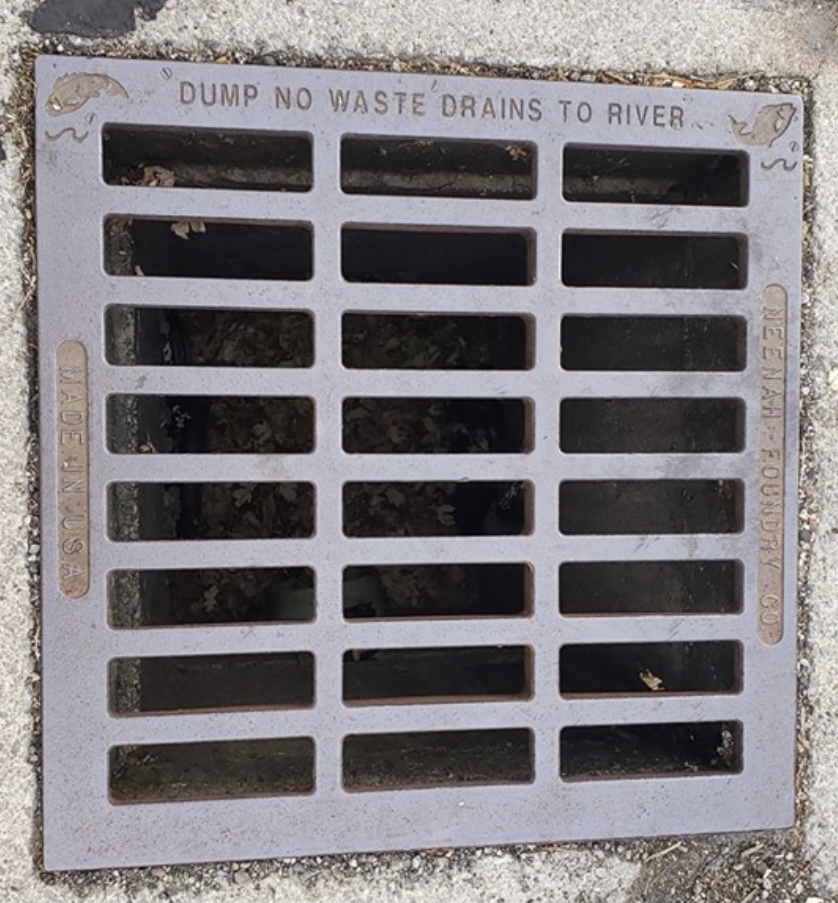 DUMP NO WASTE DRAINS TO RIVER
MADE IN USA
NEENAH FOUNDRY CO